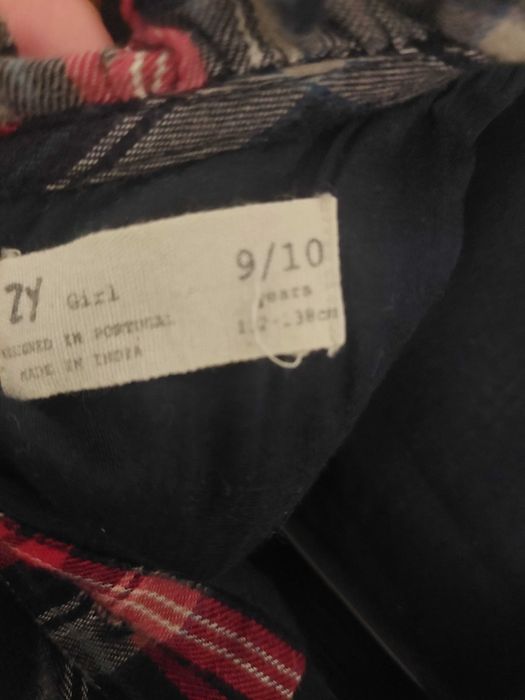 ZY Girl 9/10
years
DESIGNED IN PORTUGAL
MADE IN INDIA